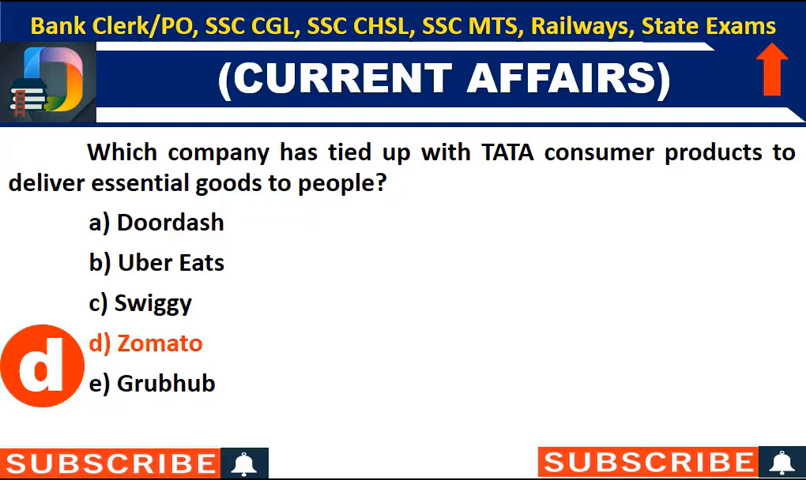 Bank Clerk/PO, SSC CGL, SSC CHSL, SSC MTS, Railways, State Exams
(CURRENT AFFAIRS)
Which company has tied up with TATA consumer products to
deliver essential goods to people?
a) Doordash
b) Uber Eats
c) Swiggy
d) Zomato
d
e) Grubhub
SUBSCRIBE
SUBSCRIBE